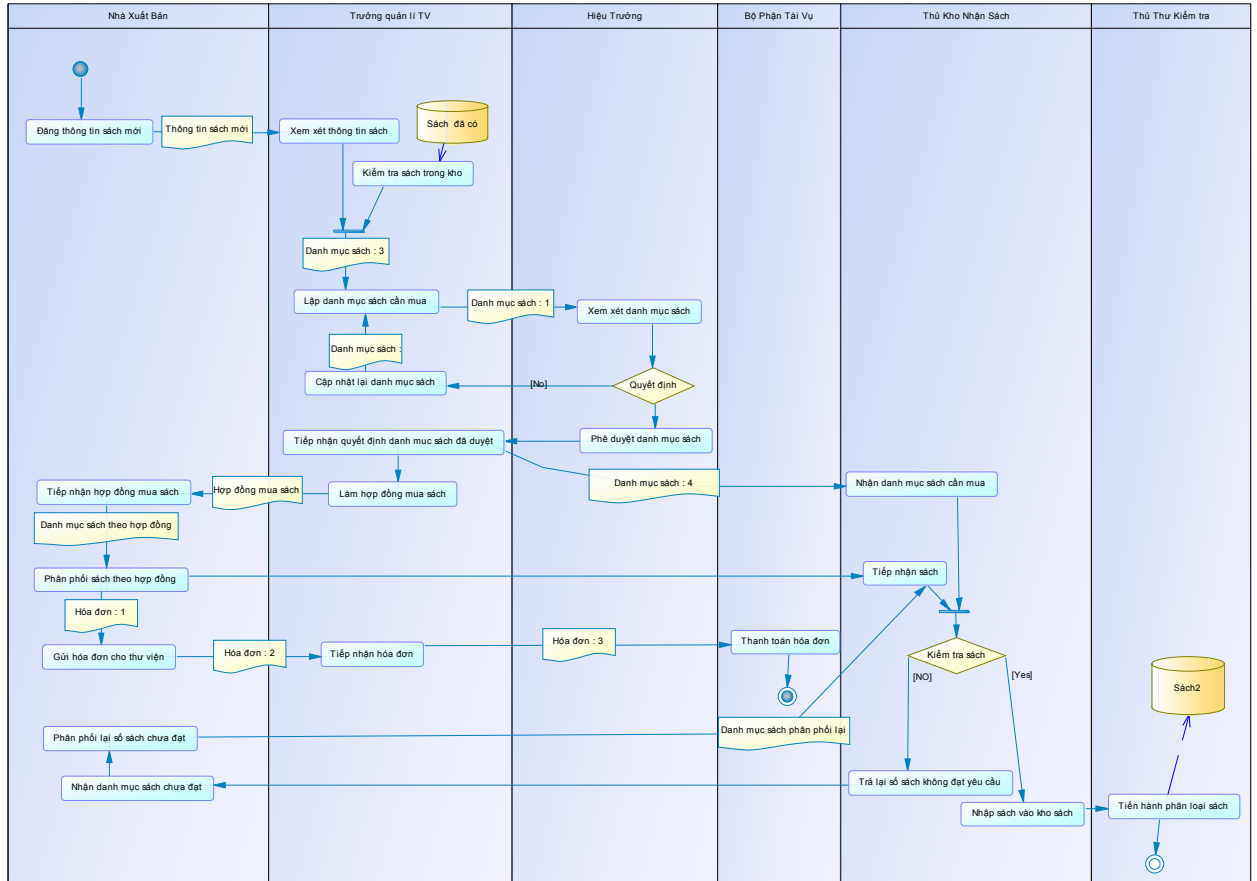 Nhà Xuất Bản
Trưởng quản lí TV
Hiệu Trưởng
Bộ Phận Tài Vụ
Thủ Kho Nhận Sách
Thủ Thư Kiểm tra
Đăng thông tin sách mới
Thông tin sách mới
Xem xét thông tin sách
Sách đã có
Kiểm tra sách trong kho
Danh mục sách : 3
Lập danh mục sách cần mua
Danh mục sách : 1
Xem xét danh mục sách
Danh mục sách :
Cập nhật lại danh mục sách
[No]
Quyết định
Tiếp nhận quyết định danh muc sách đã duyệt
Phê duyệt danh mục sách
Tiếp nhận hợp đồng mua sách
Hợp đồng mua sách
Làm hợp đồng mua sách
Danh mục sách : 4
Nhận danh mục sách cần mua
Danh mục sách theo hợp đồng
Phân phối sách theo hợp đồng
Tiếp nhận sách
Hóa đơn : 1
Gửi hóa đơn cho thư viện
Hóa đơn : 2
Tiếp nhận hóa đơn
Hóa đơn : 3
Thanh toán hóa đơn
Kiểm tra sách
[NO]
[Yes]
Sách2
Phân phối lại số sách chưa đạt
Danh mục sách phân phối lại
Nhận danh mục sách chưa đạt
Trả lại số sách không đạt yêu cầu
Nhập sách vào kho sách
Tiến hành phân loại sách